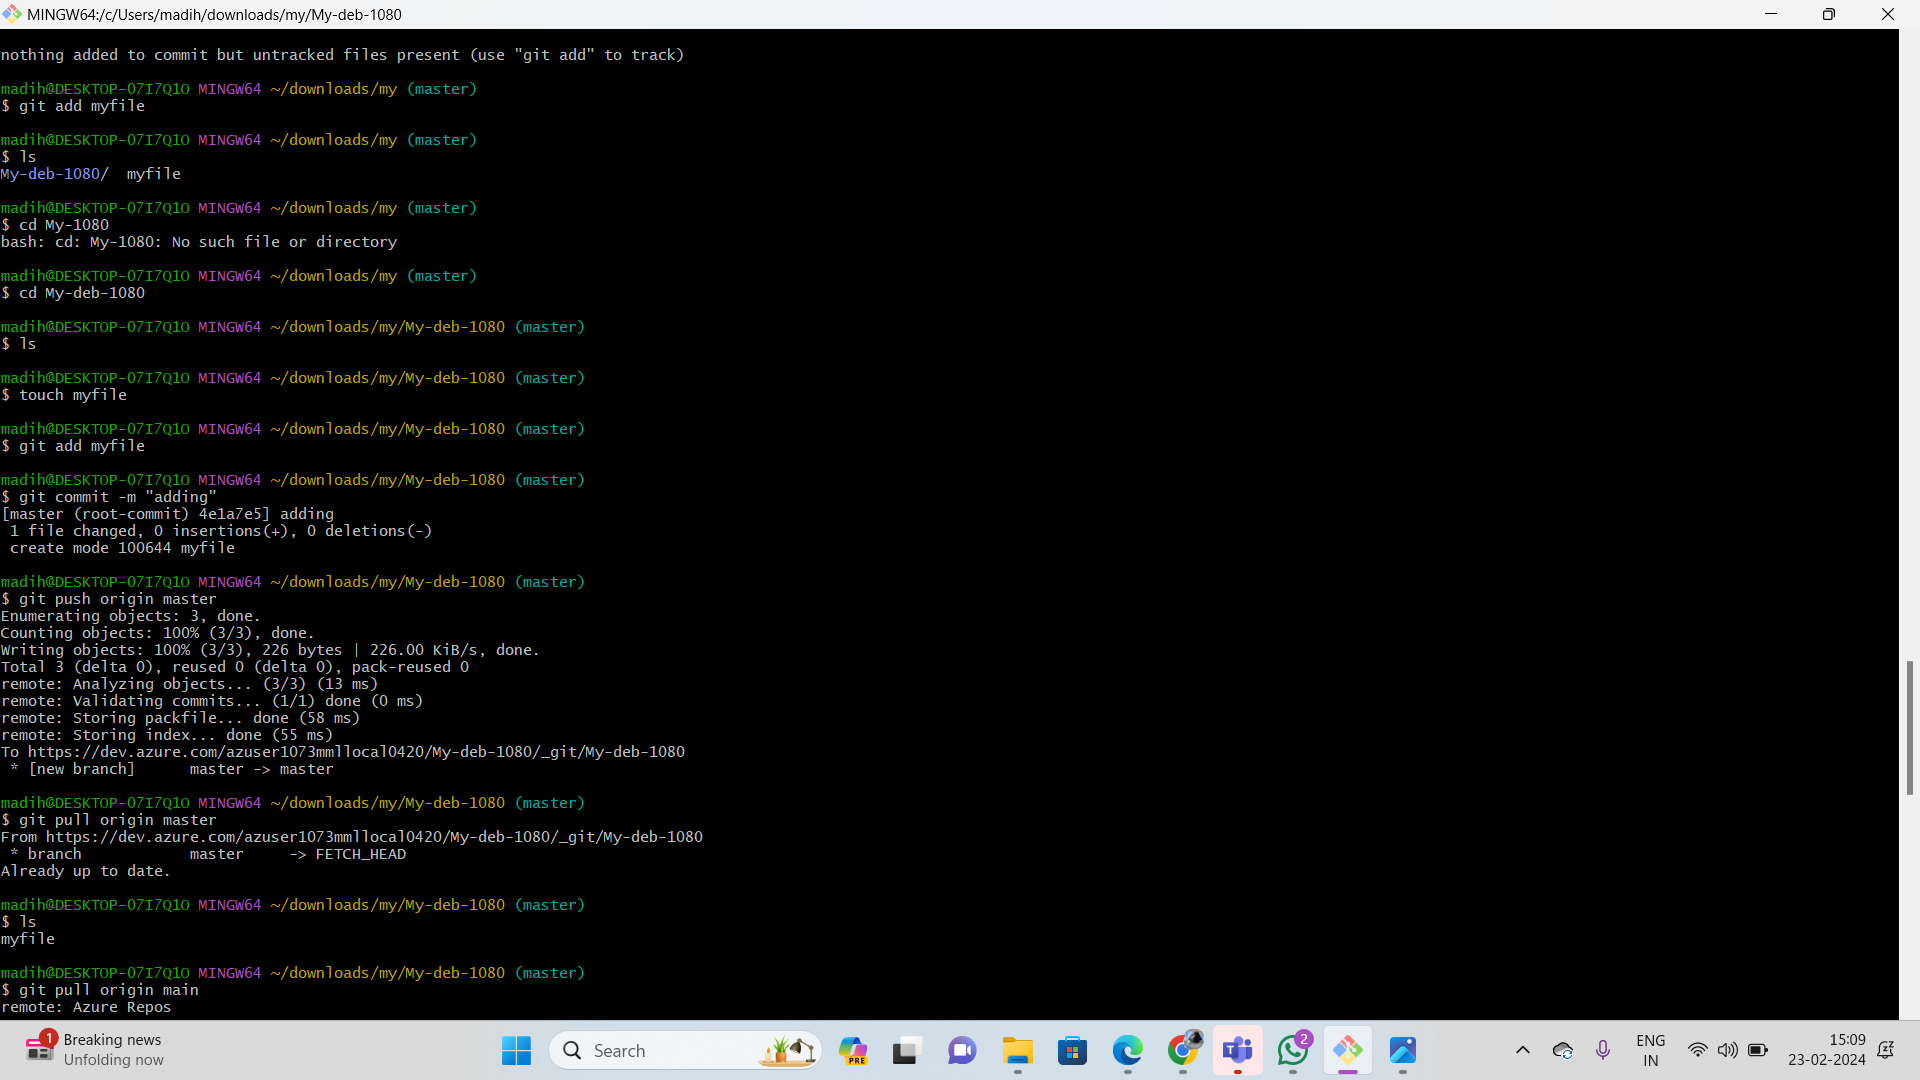 MINGW64:/c/Users/madih/downloads/my/My-deb-1080
nothing added to commit but untracked files present (use "git add" to track)
madih@DESKTOP-07I7Q1O MINGW64 ~/downloads/my (master)
$ git add myfile
madih@DESKTOP-07I7Q1O MINGW64 ~/downloads/my (master)
$ ls
My-deb-1080/  myfile
madih@DESKTOP-07I7Q1O MINGW64 ~/downloads/my (master)
$ cd My-1080
bash: cd: My-1080: No such file or directory
madih@DESKTOP-07I7Q1O MINGW64 ~/downloads/my (master)
$ cd My-deb-1080
madih@DESKTOP-07I7Q1O MINGW64 ~/downloads/my/My-deb-1080 (master)
$ ls
madih@DESKTOP-07I7Q1O MINGW64 ~/downloads/my/My-deb-1080 (master)
$ touch myfile
madih@DESKTOP-07I7Q1O MINGW64 ~/downloads/my/My-deb-1080 (master)
$ git add myfile
madih@DESKTOP-07I7Q1O MINGW64 ~/downloads/my/My-deb-1080 (master)
$ git commit -m "adding"
[master (root-commit) 4e1a7e5] adding
 1 file changed, 0 insertions(+), 0 deletions(-)
 create mode 100644 myfile
madih@DESKTOP-07I7Q1O MINGW64 ~/downloads/my/My-deb-1080 (master)
$ git push origin master
Enumerating objects: 3, done.
Counting objects: 100% (3/3), done.
Writing objects: 100% (3/3), 226 bytes | 226.00 KiB/s, done.
Total 3 (delta 0), reused 0 (delta 0), pack-reused 0
remote: Analyzing objects... (3/3) (13 ms)
remote: Validating commits... (1/1) done (0 ms)
remote: Storing packfile... done (58 ms)
remote: Storing index... done (55 ms)
To https://dev.azure.com/azuser1073mmllocal0420/My-deb-1080/_git/My-deb-1080
 * [new branch]      master -> master
madih@DESKTOP-07I7Q1O MINGW64 ~/downloads/my/My-deb-1080 (master)
$ git pull origin master
From https://dev.azure.com/azuser1073mmllocal0420/My-deb-1080/_git/My-deb-1080
 * branch            master     -> FETCH_HEAD
Already up to date.
madih@DESKTOP-07I7Q1O MINGW64 ~/downloads/my/My-deb-1080 (master)
$ ls
myfile
madih@DESKTOP-07I7Q1O MINGW64 ~/downloads/my/My-deb-1080 (master)
$ git pull origin main
remote: Azure Repos
1
Breaking news
Unfolding now
Search
PRE
2
ENG
IN
15:09
23-02-2024